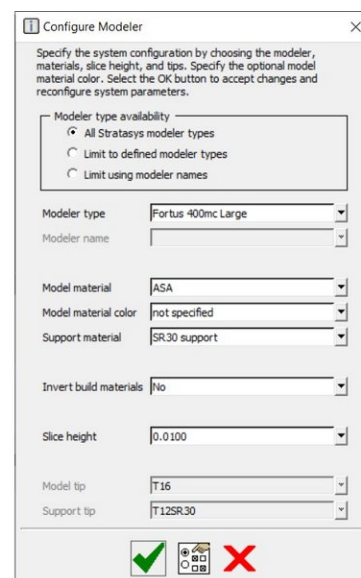 Configure Modeler
Specify the system configuration by choosing the modeler,
materials, slice height, and tips. Specify the optional model
material color. Select the OK button to accept changes and
reconfigure system parameters.
Modeler type availability
All Stratasys modeler types
Limit to defined modeler types
Limit using modeler names
Modeler type Fortus 400mc Large
Modeler name
Model material ASA
Model material color not specified
Support material SR30 support
Invert build materials No
Slice height 0.0100
Model tip T16
Support tip T12SR30